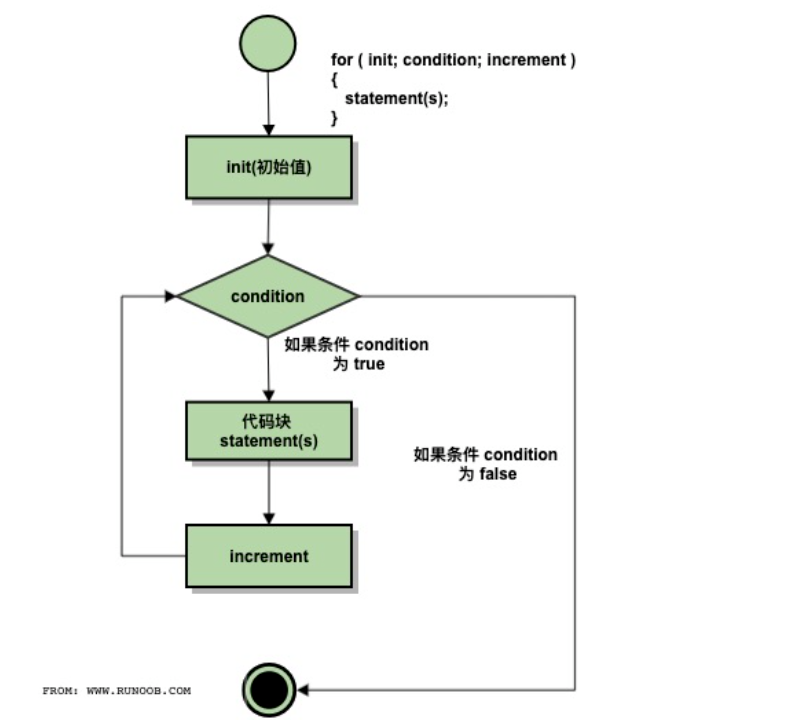 for ( init; condition; increment )
{
statement(s);
}
init(初始值)
condition
如果条件 condition
为 true
代码块
statement(s)
如果条件 condition
为 false
increment
FROM: WWW.RUNOOB.COM